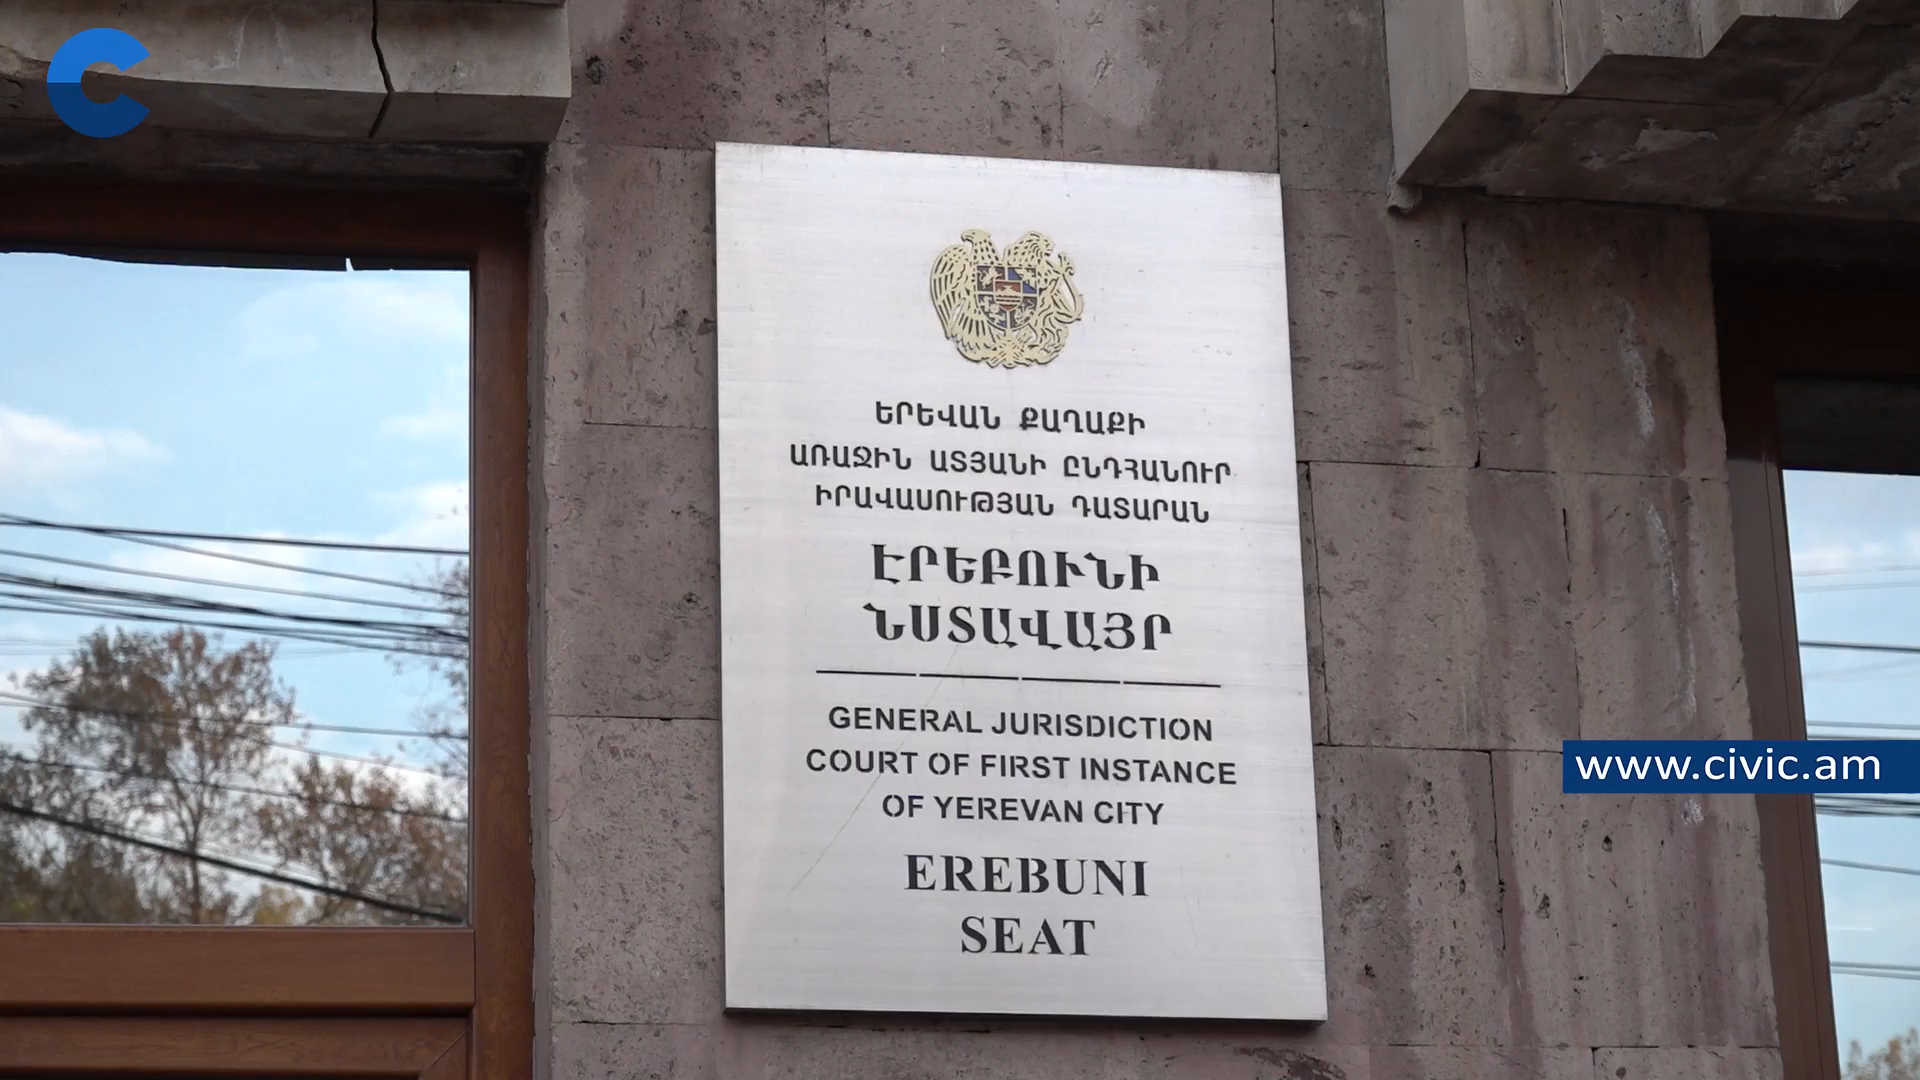 ԵՐԵՎԱՆ ՔԱՂԱՔԻ
ԱՌԱՋԻՆ ԱՏՅԱՆԻ ԸՆԴՀԱՆՈՒՐ
ԻՐԱՎԱՍՈՒԹՅԱՆ ԴԱՏԱՐԱՆ
ԷՐԵԲՈՒՆԻ
ՆՍՏԱՎԱՅՐ
GENERAL JURISDICTION
COURT OF FIRST INSTANCE
OF YEREVAN CITY
EREBUNI
SEAT
www.civic.am